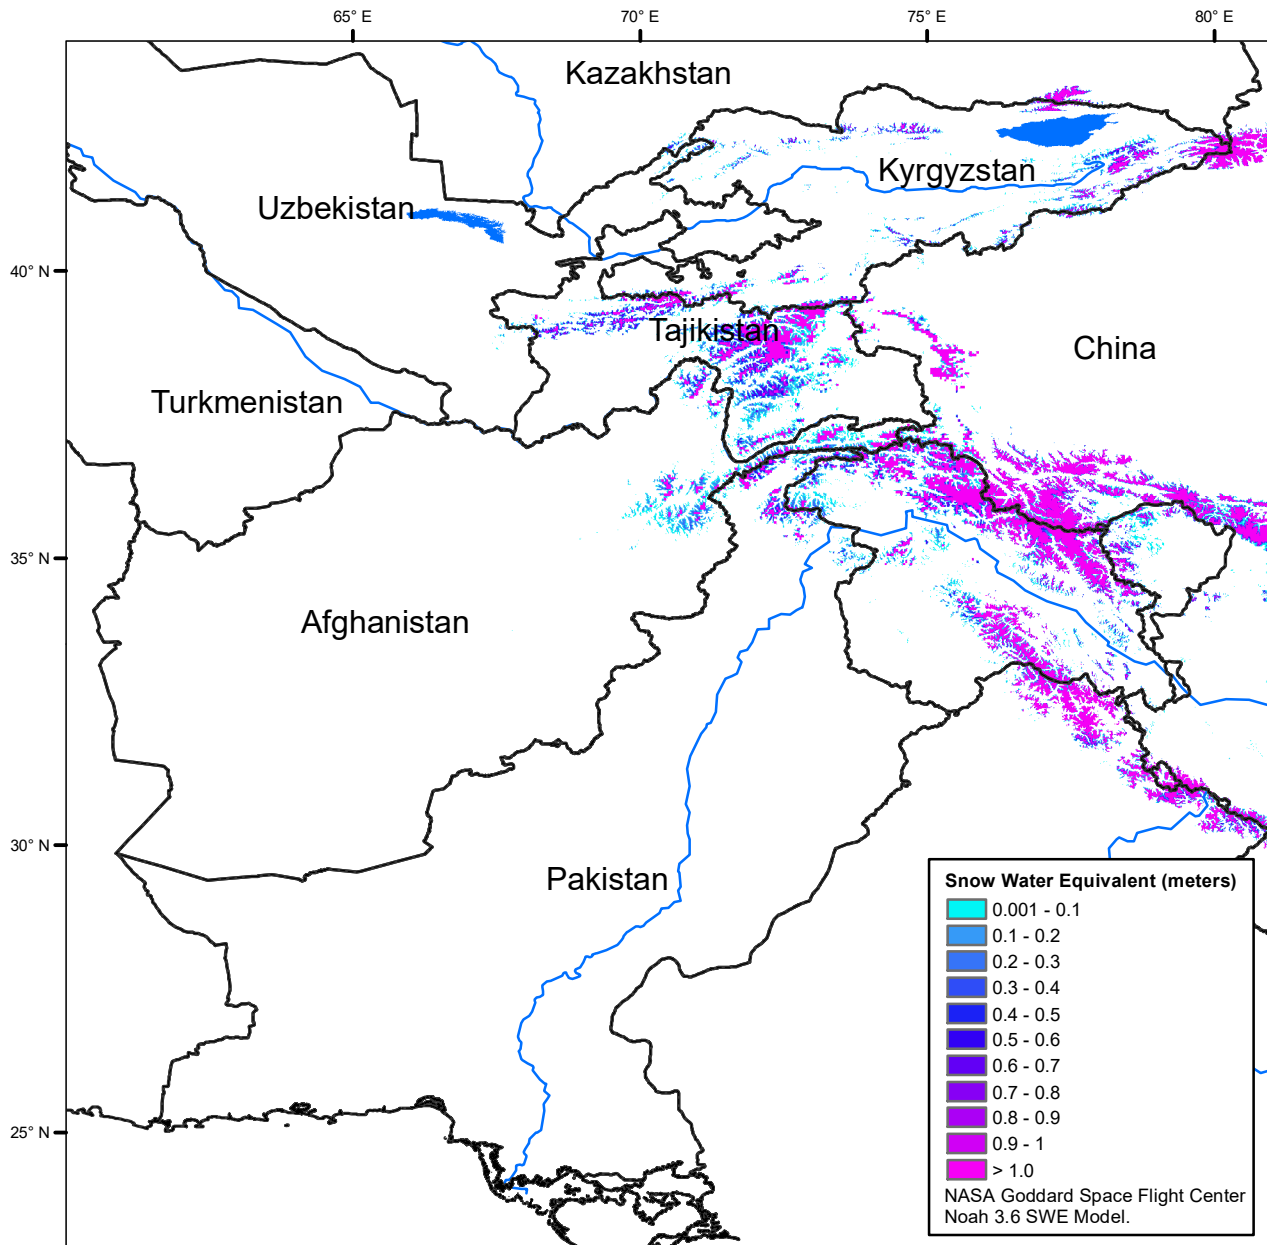 65° E
70° E
75° E
80° E
Kazakhstan
Kyrgyzstan
Uzbekistan
40° N
Tajikistan
China
Turkmenistan
35° N
Afghanistan
30° N
Pakistan
25° N
Snow Water Equivalent (meters)
0.001 - 0.1
0.1 - 0.2
0.2 - 0.3
0.3 - 0.4
0.4 - 0.5
0.5 - 0.6
0.6 - 0.7
0.7 - 0.8
0.8 - 0.9
0.9 - 1
> 1.0
NASA Goddard Space Flight Center
Noah 3.6 SWE Model.